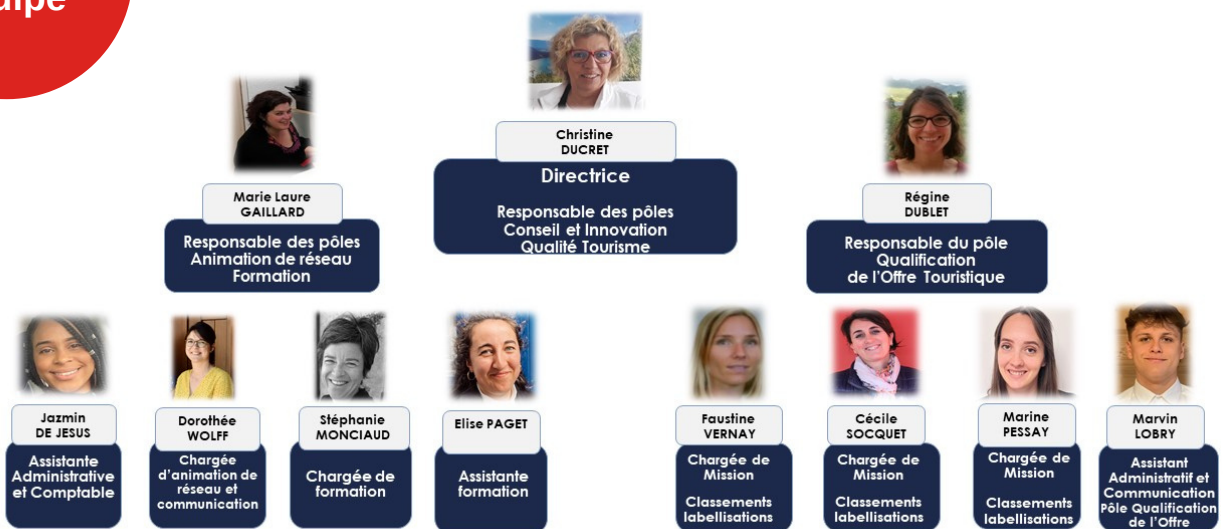 Christine
DUCRET
Directrice
Responsable des pôles
Conseil et Innovation
Qualité Tourisme
Marie Laure
GAILLARD
Responsable des pôles
Animation de réseau
Formation
Régine
DUBLET
Responsable du pôle
Qualification
de l'Offre Touristique
Jazmin
DE JESUS
Assistante
Administrative
et Comptable
Dorothée
WOLFF
Chargée
d'animation de
réseau et
communication
Stéphanie
MONCIAUD
Chargée de
formation
Elise PAGET
Assistante
formation
Faustine
VERNAY
Chargée de
Mission
Classements
labellisations
Cécile
SOCQUET
Chargée de
Mission
Classements
labellisations
Marine
PESSAY
Chargée de
Mission
Classements
labellisations
Marvin
LOBRY
Assistant
Administratif et
Communication
Pôle Qualification
de l'Offre